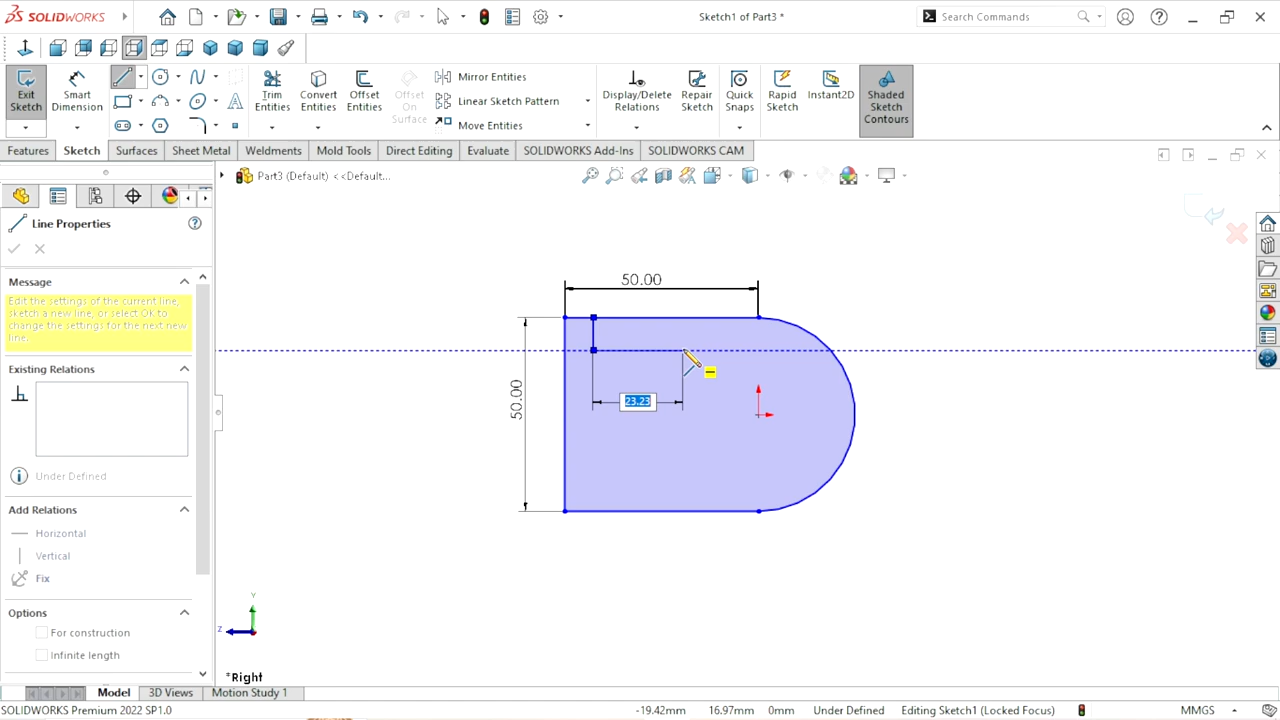 SOLIDWORKS
Sketch1 of Part3 *
Search Commands
Exit Sketch
Smart Dimension
Trim Entities
Convert Entities
Offset Entities
Offset On Surface
Mirror Entities
Linear Sketch Pattern
Move Entities
Display/Delete Relations
Repair Sketch
Quick Snaps
Rapid Sketch
Instant2D
Shaded Sketch Contours
Features
Sketch
Surfaces
Sheet Metal
Weldments
Mold Tools
Direct Editing
Evaluate
SOLIDWORKS Add-Ins
SOLIDWORKS CAM
Part3 (Default) <<Default...
Line Properties
Message
Edit the settings of the current line,
sketch a new line, or select Ok to
change the settings for the next new
line.
Existing Relations
Under Defined
Add Relations
Horizontal
Vertical
Fix
Options
For construction
Infinite length
50.00
50.00
23.23
Y
Z
*Right
Model
3D Views
Motion Study 1
SOLIDWORKS Premium 2022 SP1.0
-19.42mm
16.97mm
0mm
Under Defined
Editing Sketch1 (Locked Focus)
MMGS